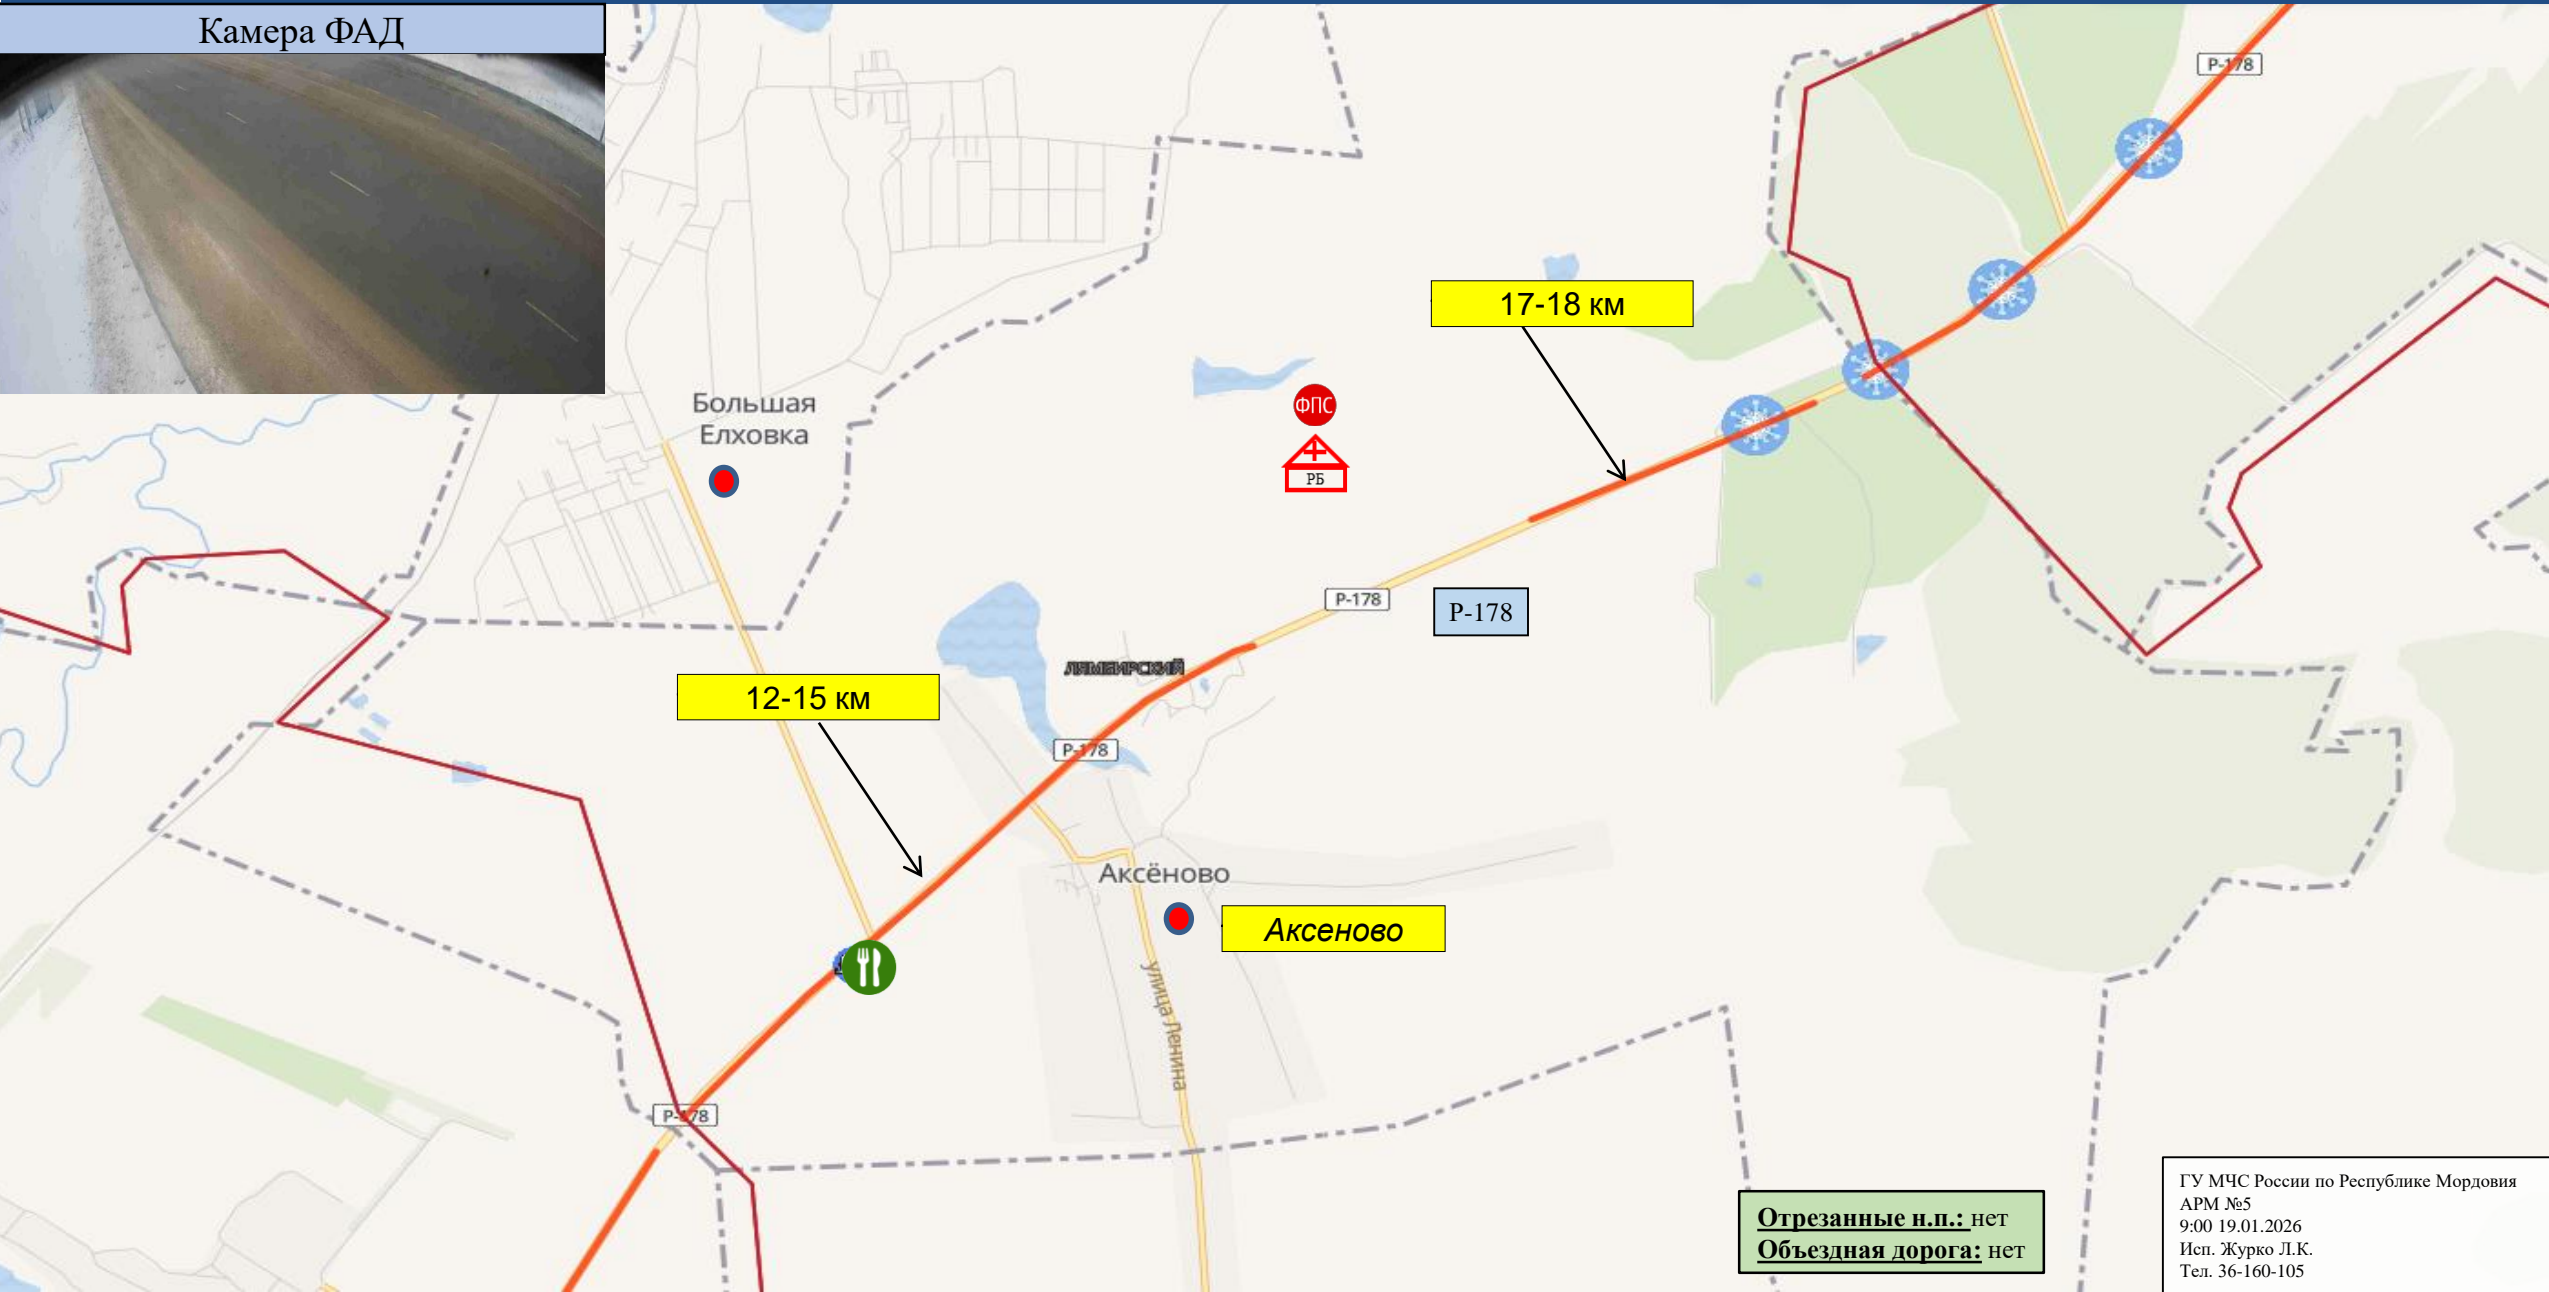 Камера ФАД
Р-178
17-18 км
Большая
Елховка
ФПС
РБ
Р-178
Р-178
ЛЯМБИРСКИЙ
12-15 км
Р-178
Аксёново
Аксеново
улица Ленина
Р-178
Отрезанные н.п.: нет
Объездная дорога: нет
ГУ МЧС России по Республике Мордовия
АРМ №5
9:00 19.01.2026
Исп. Журко Л.К.
Тел. 36-160-105